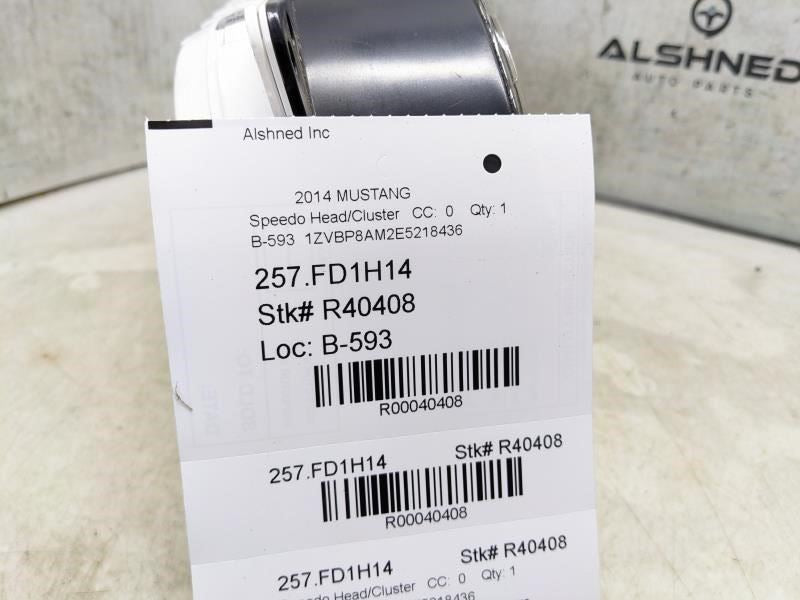 ALSHNED
AUTO PARTS
Alshned Inc
2014 MUSTANG
Speedo Head/Cluster CC: 0 Qty: 1
B-593 1ZVBP8AM2E5218436
257.FD1H14
Stk# R40408
Loc: B-593
R00040408
257.FD1H14 Stk# R40408
R00040408
257.FD1H14 Stk# R40408
Speedo Head/Cluster CC: 0 Qty: 1